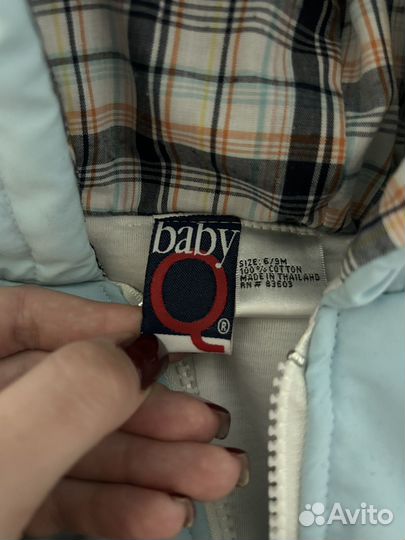 baby
Q®
SIZE: 6/9M
100% COTTON
MADE IN THAILAND
RN # 83603
Avito